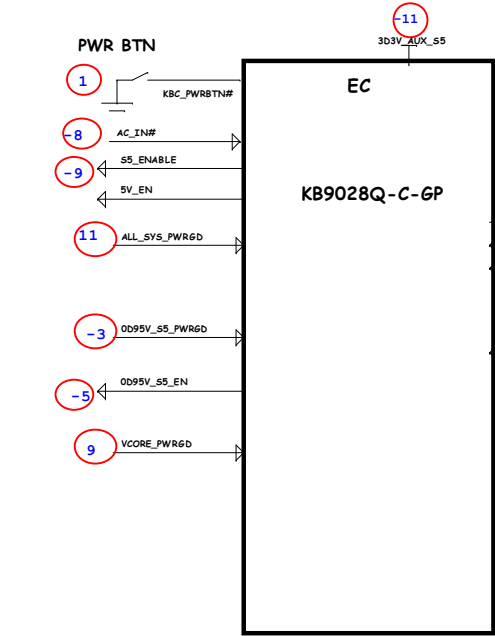 -11
3D3V_AUX_S5
PWR BTN
1
KBC_PWRBTN#
EC
-8
AC_IN#
-9
S5_ENABLE
5V_EN
KB9028Q-C-GP
11
ALL_SYS_PWRGD
-3
0D95V_S5_PWRGD
-5
0D95V_S5_EN
9
VCORE_PWRGD